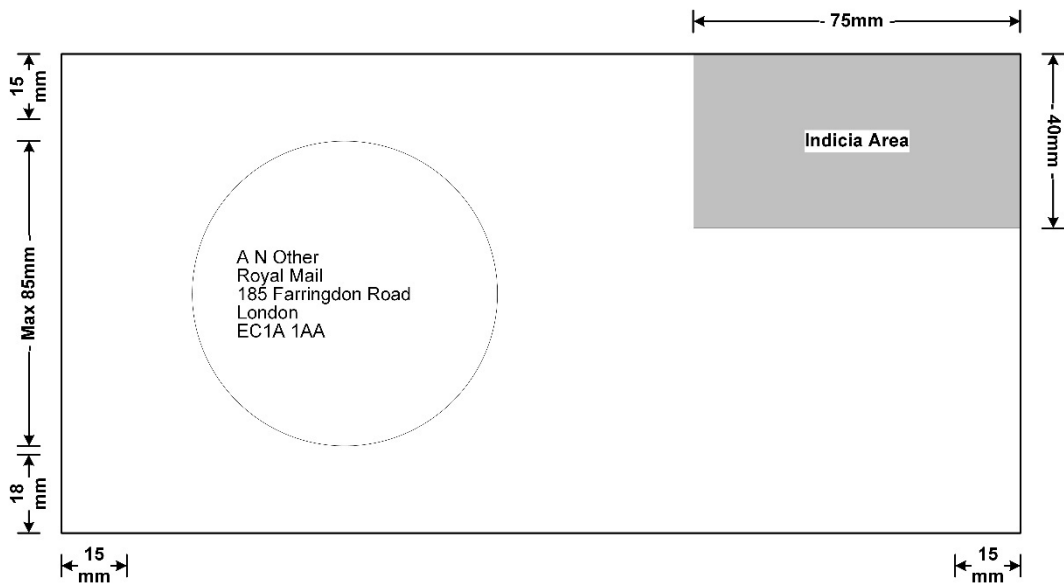 - 75mm -
15
mm
Indicia Area
- 40mm -
- Max 85mm -
A N Other
Royal Mail
185 Farringdon Road
London
EC1A 1AA
18
mm
15
mm
15
mm